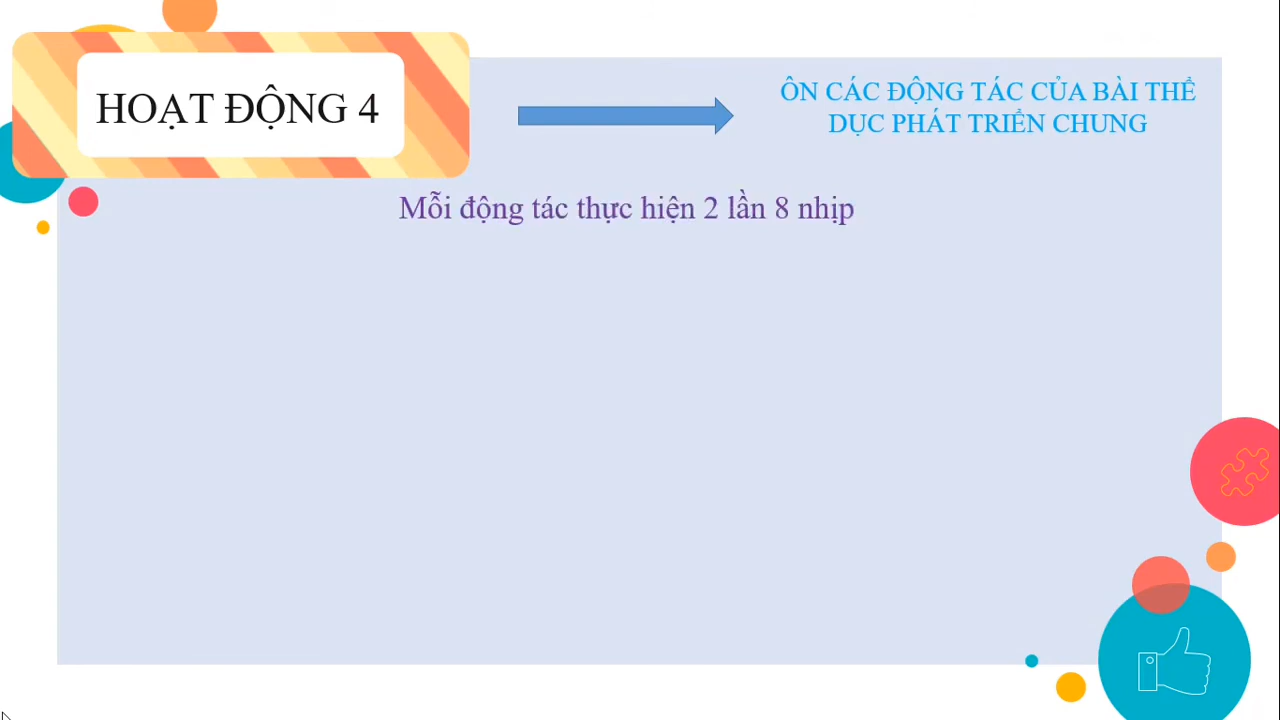 HOẠT ĐỘNG 4
ÔN CÁC ĐỘNG TÁC CỦA BÀI THỂ
DỤC PHÁT TRIỂN CHUNG
Mỗi động tác thực hiện 2 lần 8 nhịp